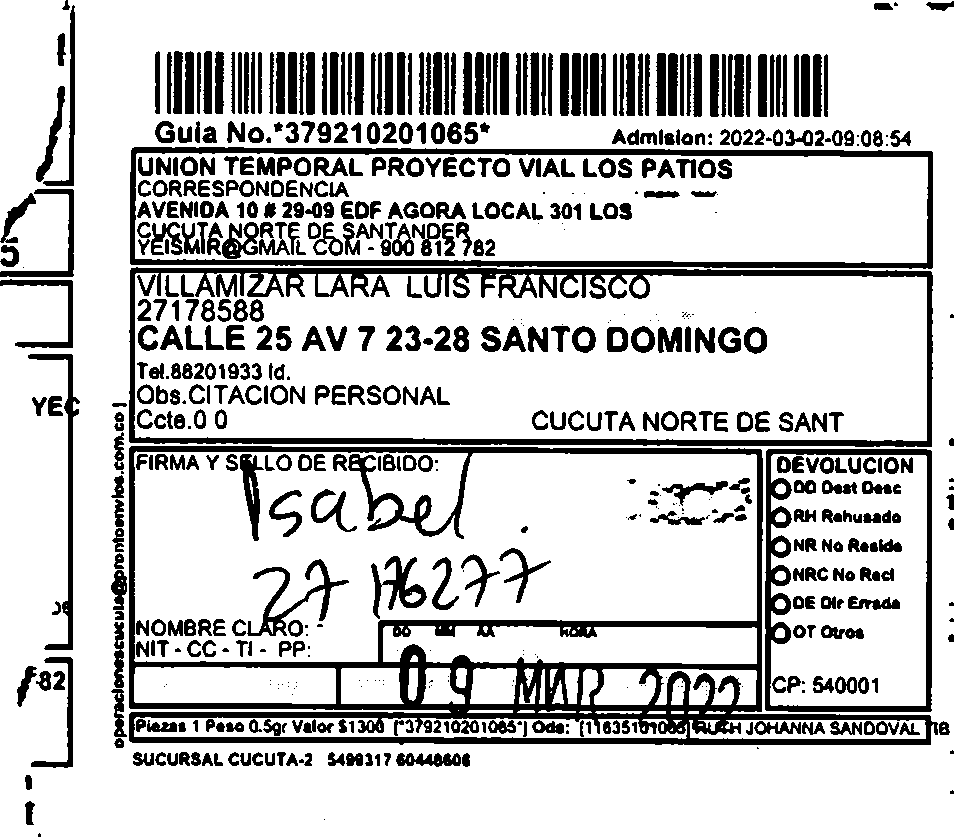 Guia No.*379210201065*
Admision: 2022-03-02-09:08:54
UNION TEMPORAL PROYECTO VIAL LOS PATIOS
CORRESPONDENCIA
AVENIDA 10 # 29-09 EDF AGORA LOCAL 301 LOS
CUCUTA NORTE DE SANTANDER
YEISMIR@GMAIL COM - 900 812 782
VILLAMIZAR LARA LUIS FRANCISCO
27178588
CALLE 25 AV 7 23-28 SANTO DOMINGO
Tel.88201933 Id.
Obs.CITACION PERSONAL
Ccte.0 0
CUCUTA NORTE DE SANT
operacionescucuta@prontoenvios.com.co
FIRMA Y SELLO DE RECIBIDO:
Isabel.
27176277
NOMBRE CLARO:
NIT - CC - TI - PP:
DD MM AA HORA
09 MAR 2022
DEVOLUCION
DD Dest Desc
RH Rehusado
NR No Reside
NRC No Recl
DE Dir Errada
OT Otros
CP: 540001
Piezas 1 Peso 0.5gr Valor $1300 [*379210201065*] Ods: RUTH JOHANNA SANDOVAL TIB
SUCURSAL CUCUTA-2 5499317 60448606
5
YEC
-82